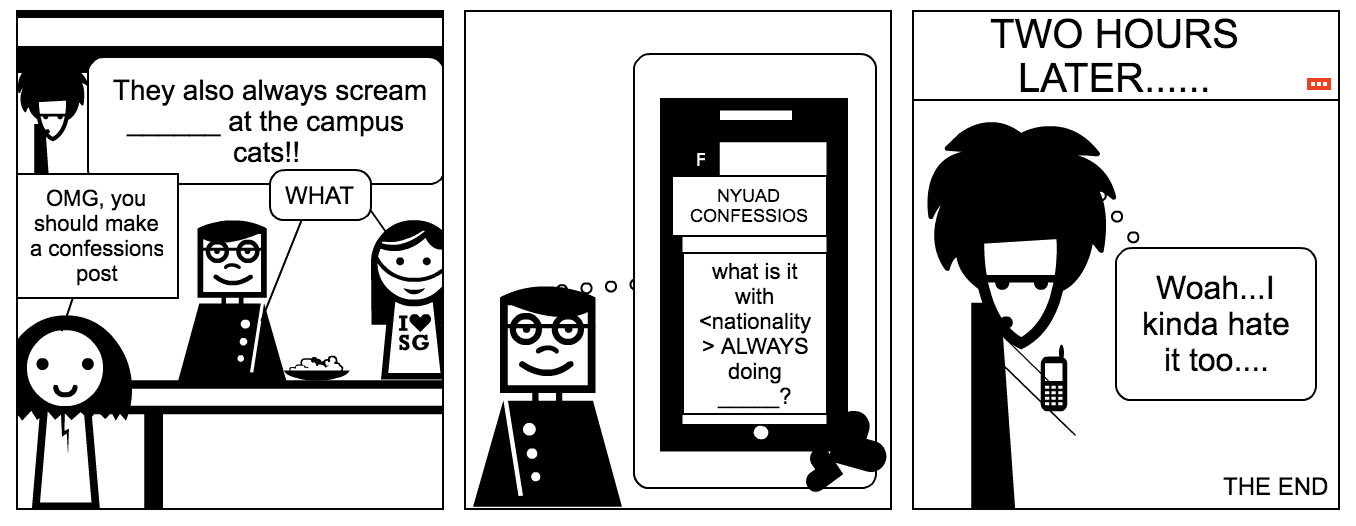 They also always scream
______ at the campus
cats!!
OMG, you
should make
a confessions
post
WHAT
I♥
SG
F
NYUAD
CONFESSIOS
what is it
with
<nationality
> ALWAYS
doing
_____?
TWO HOURS
LATER......
Woah...I
kinda hate
it too....
THE END